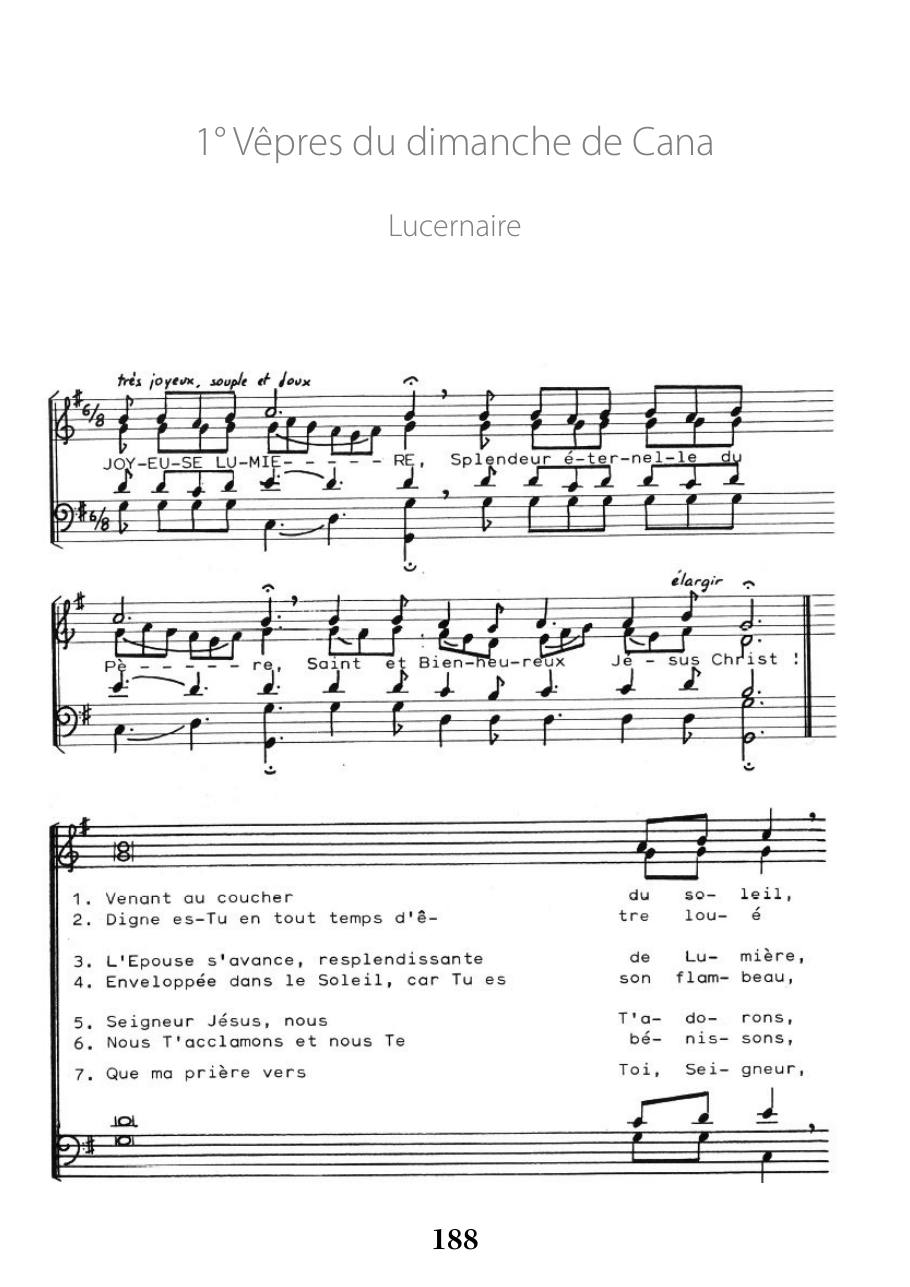 1° Vêpres du dimanche de Cana
Lucernaire
très joyeux, souple et doux
6/8
JOY-EU-SE LU-MIE- - - - - - RE, Splendeur é-ter-nel-le du
6/8
élargir
Pè - - - - - - re, Saint et Bien-heu-reux Jé - sus Christ !
1. Venant au coucher du so- leil,
2. Digne es-Tu en tout temps d'ê- tre lou- é
3. L'Epouse s'avance, resplendissante de Lu- mière,
4. Enveloppée dans le Soleil, car Tu es son flam- beau,
5. Seigneur Jésus, nous T'a- do- rons,
6. Nous T'acclamons et nous Te bé- nis- sons,
7. Que ma prière vers Toi, Sei- gneur,
188